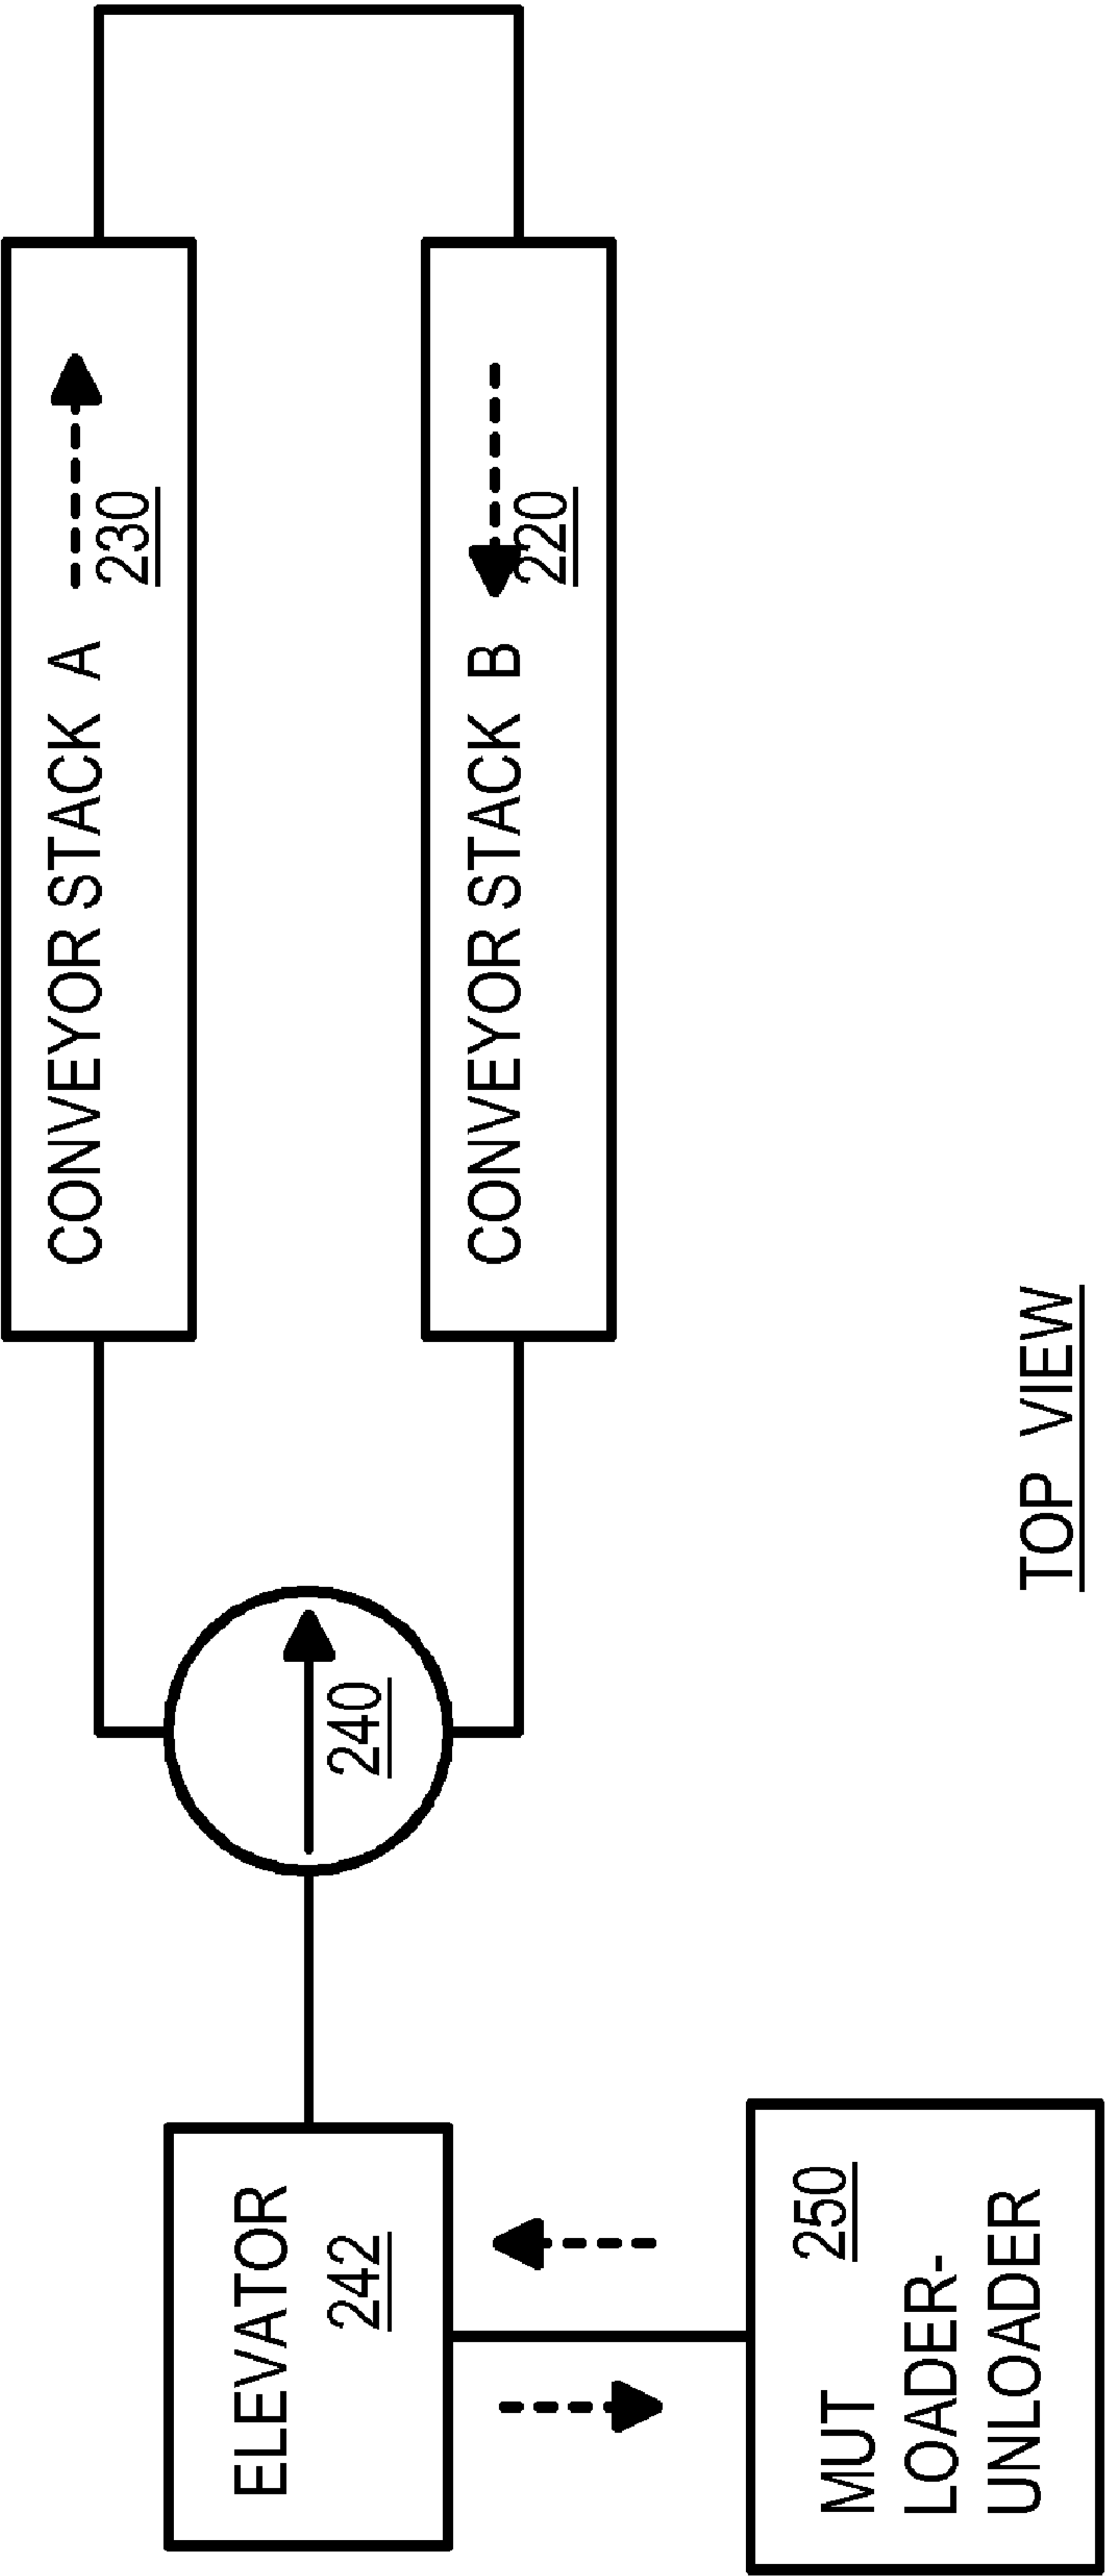 CONVEYOR STACK A
230
CONVEYOR STACK B
220
240
ELEVATOR
242
250
MUT
LOADER-
UNLOADER
TOP VIEW